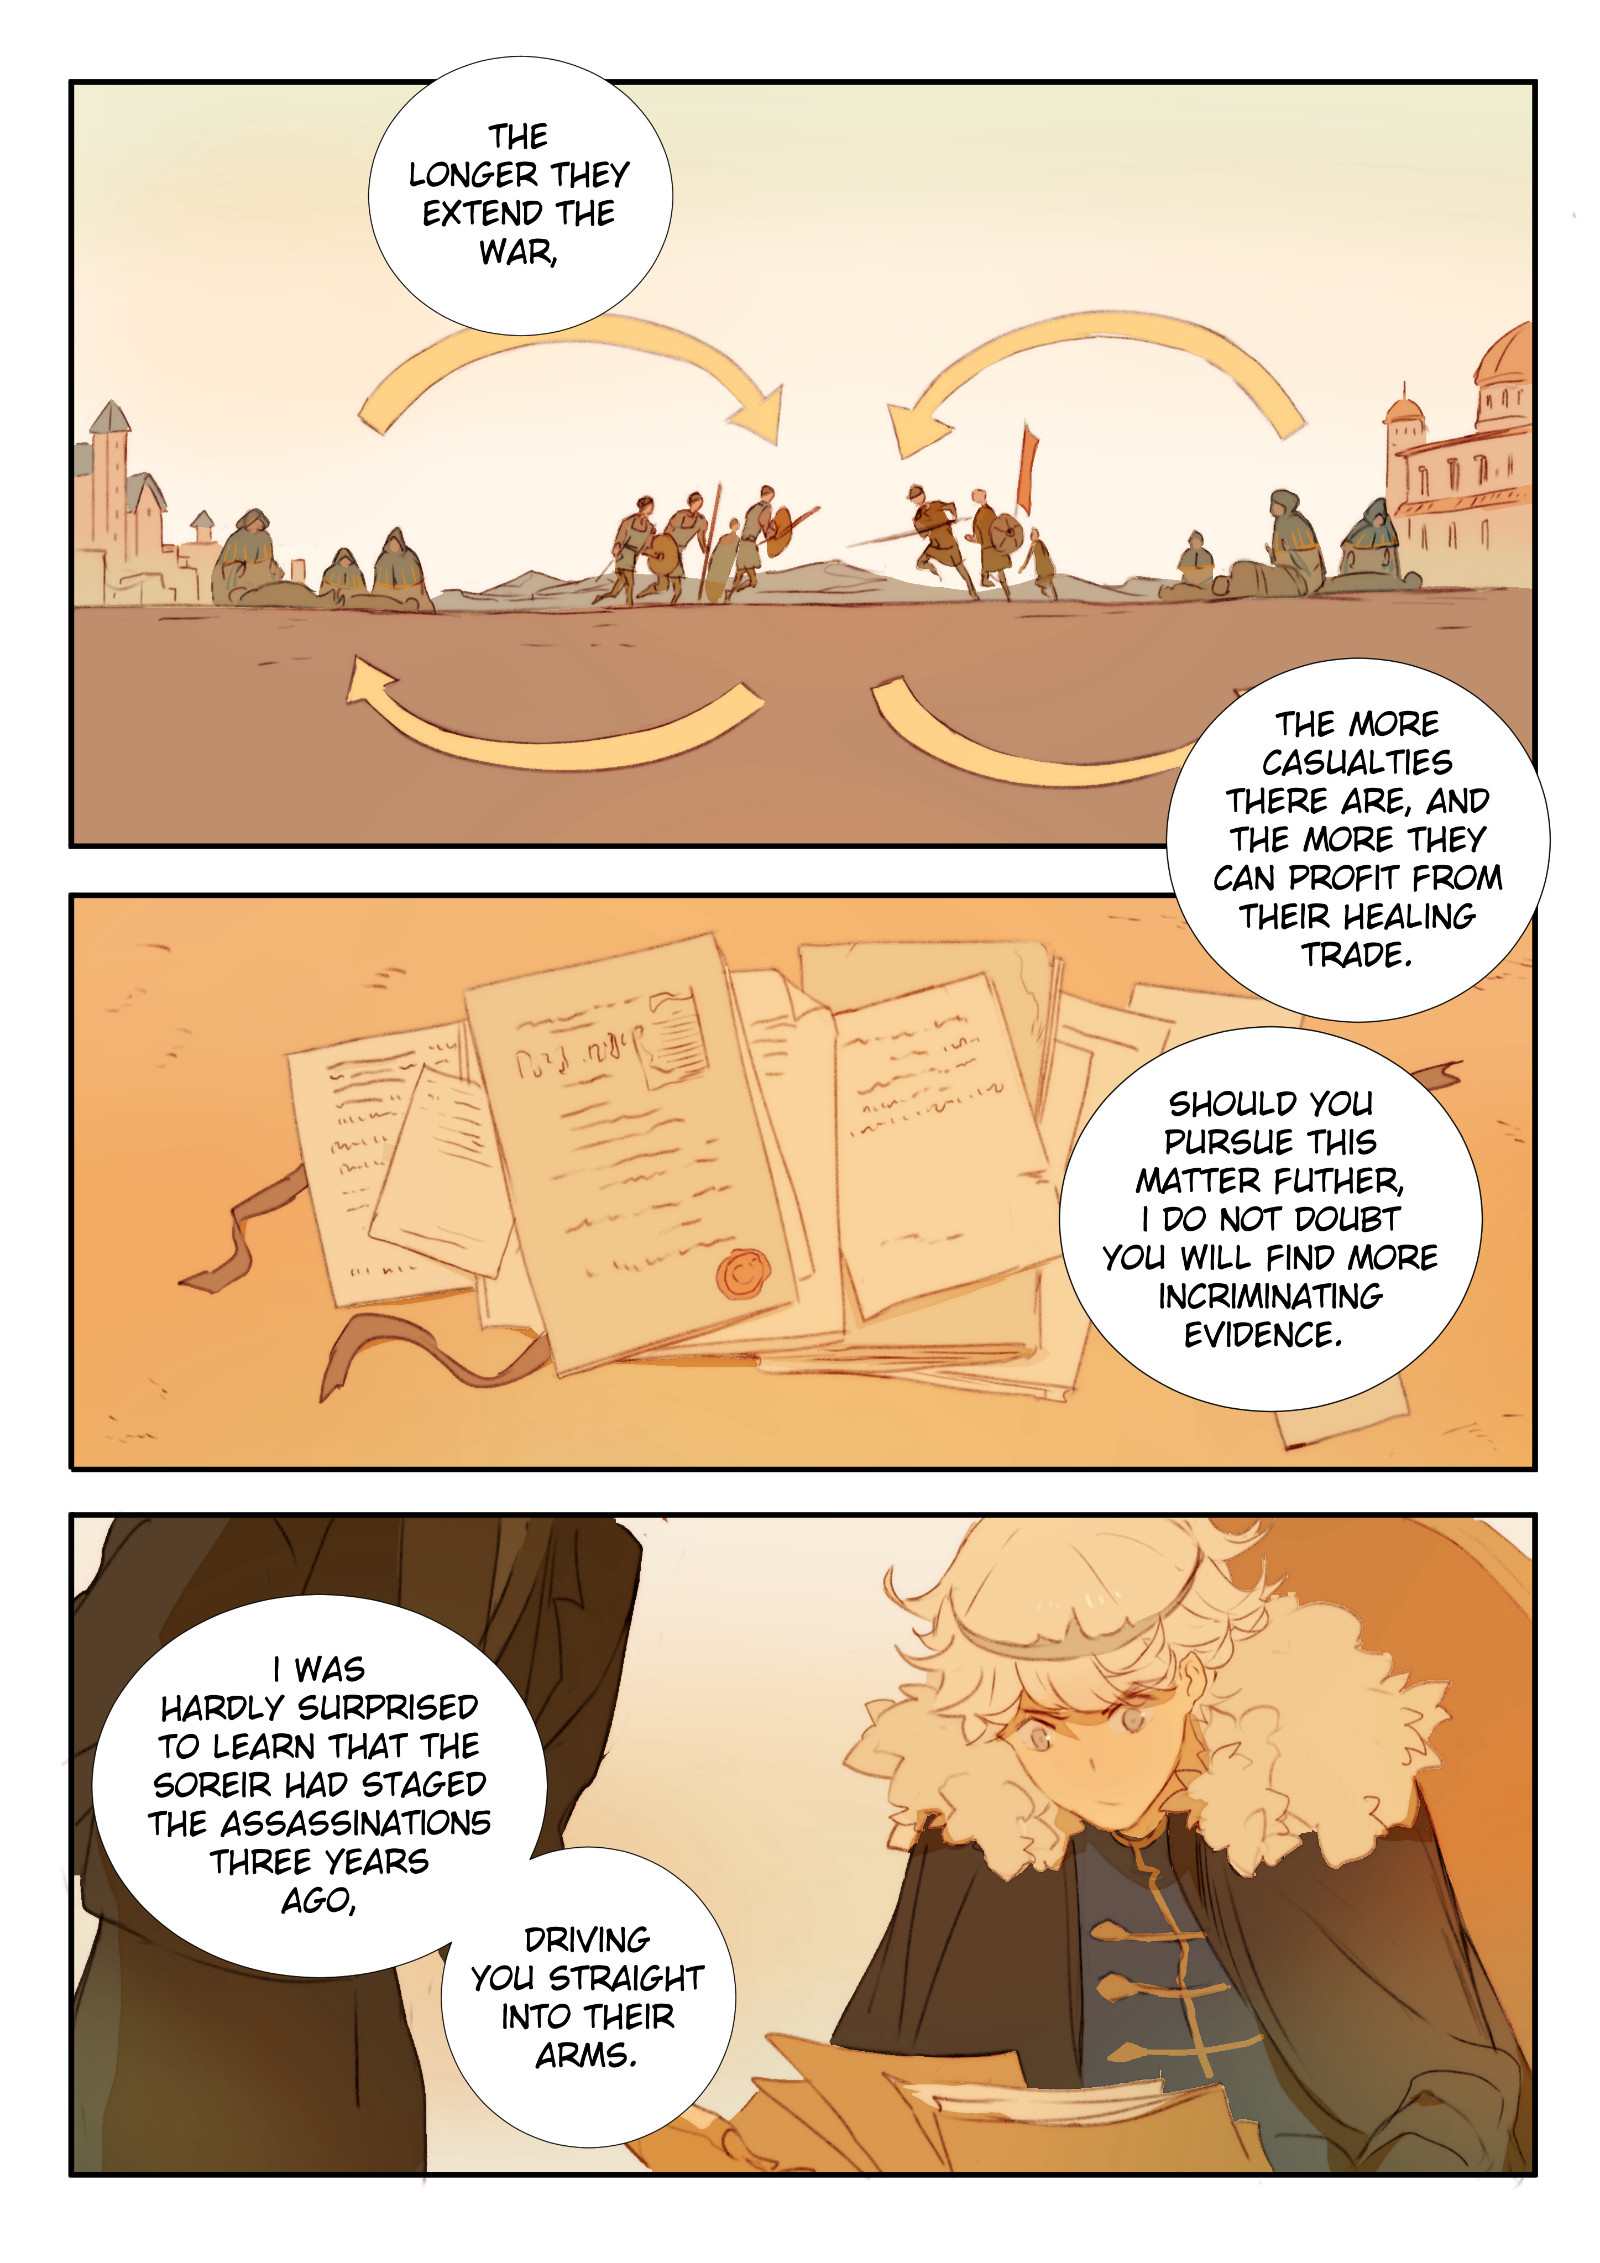 THE
LONGER THEY
EXTEND THE
WAR,
THE MORE
CASUALTIES
THERE ARE, AND
THE MORE THEY
CAN PROFIT FROM
THEIR HEALING
TRADE.
SHOULD YOU
PURSUE THIS
MATTER FUTHER,
I DO NOT DOUBT
YOU WILL FIND MORE
INCRIMINATING
EVIDENCE.
I WAS
HARDLY SURPRISED
TO LEARN THAT THE
SOREIR HAD STAGED
THE ASSASSINATIONS
THREE YEARS
AGO,
DRIVING
YOU STRAIGHT
INTO THEIR
ARMS.